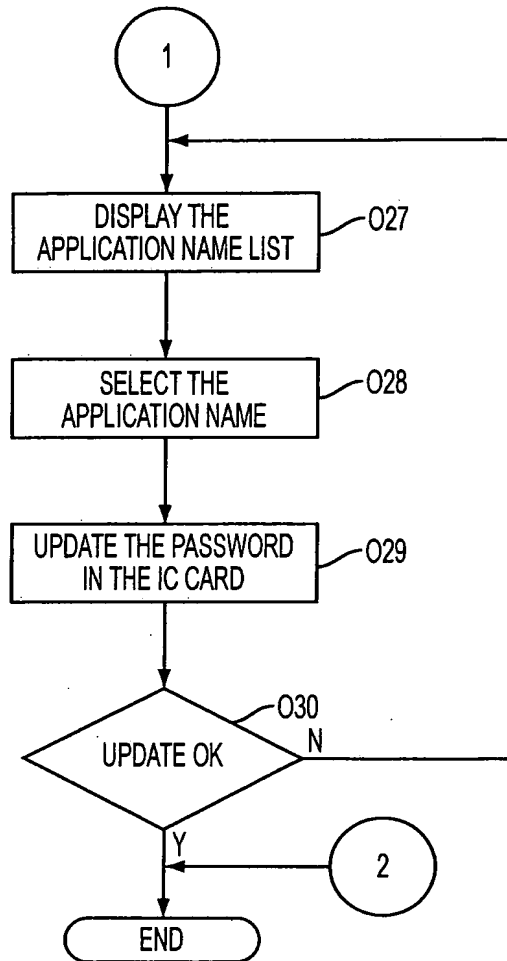 1
DISPLAY THE
APPLICATION NAME LIST
O27
SELECT THE
APPLICATION NAME
O28
UPDATE THE PASSWORD
IN THE IC CARD
O29
O30
UPDATE OK
N
Y
2
END